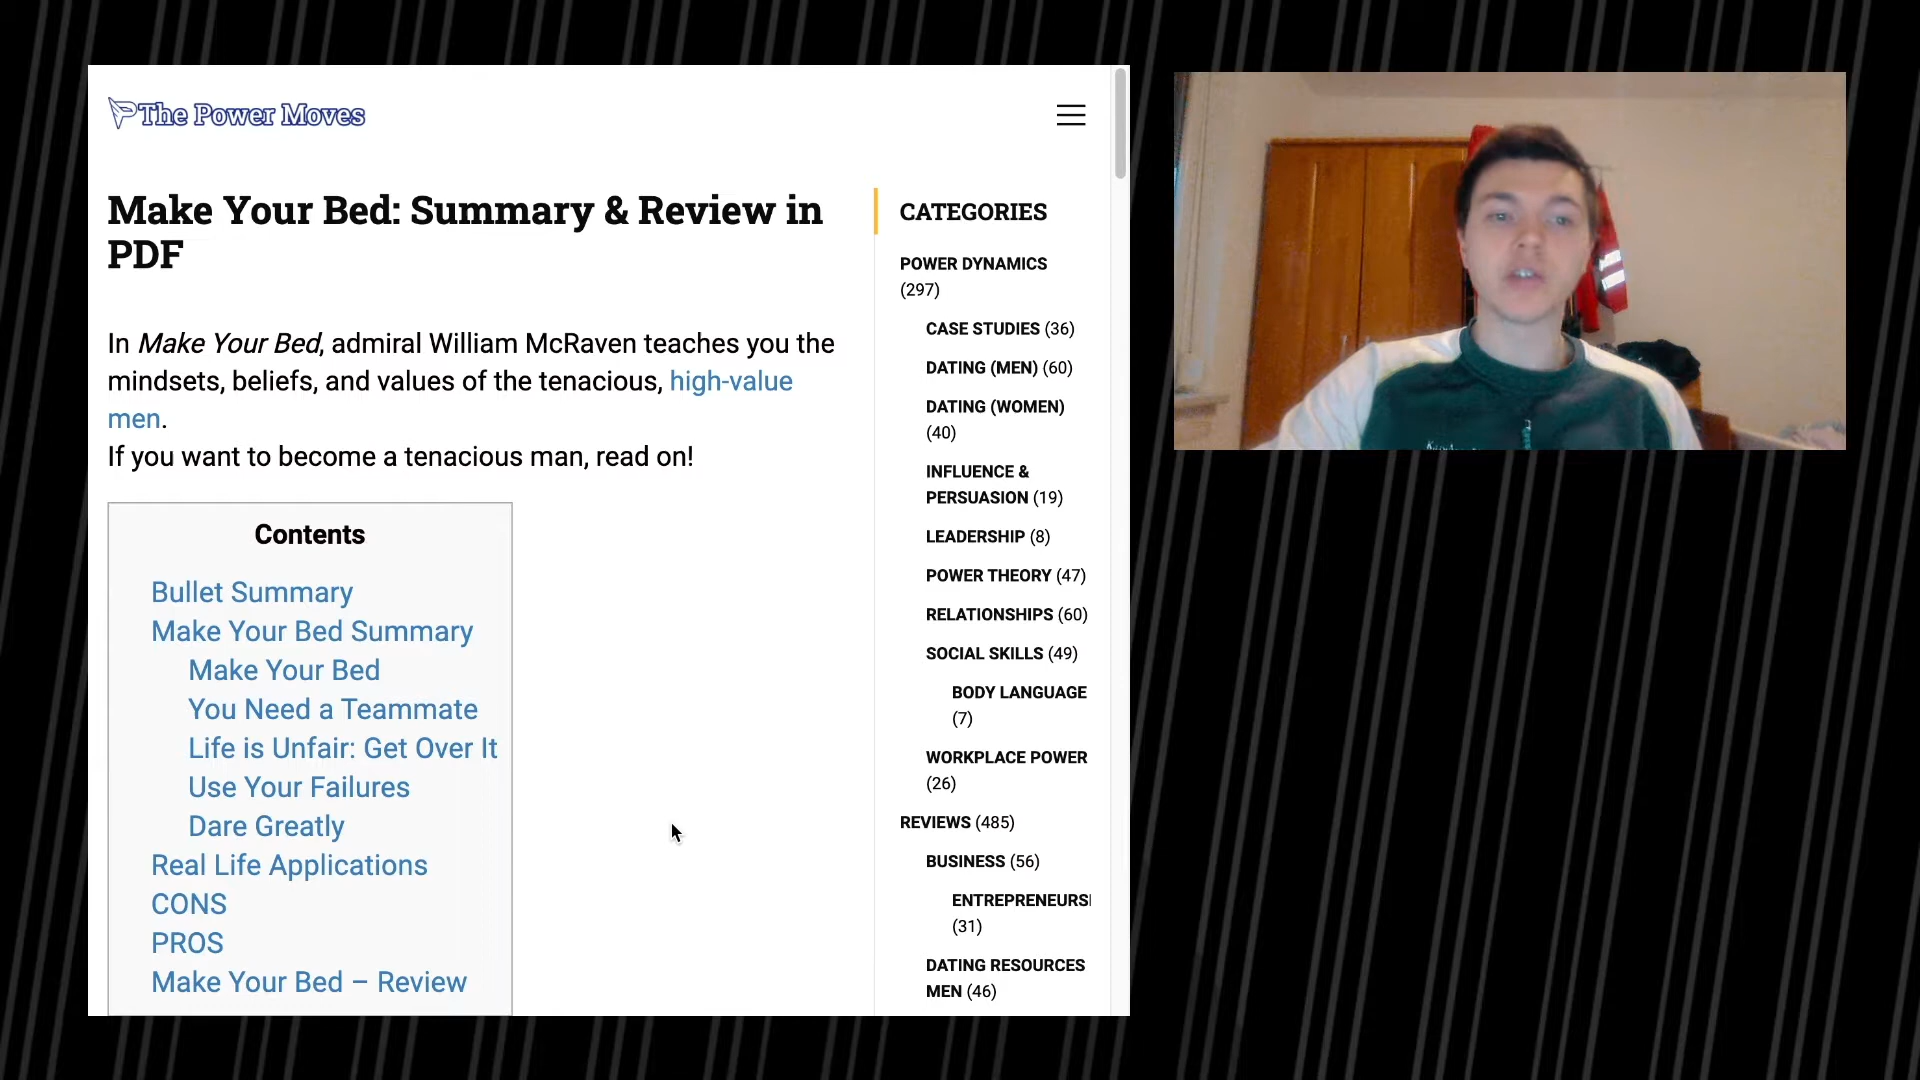 The Power Moves
Make Your Bed: Summary & Review in
PDF
In Make Your Bed, admiral William McRaven teaches you the
mindsets, beliefs, and values of the tenacious, high-value
men.
If you want to become a tenacious man, read on!
Contents
Bullet Summary
Make Your Bed Summary
Make Your Bed
You Need a Teammate
Life is Unfair: Get Over It
Use Your Failures
Dare Greatly
Real Life Applications
CONS
PROS
Make Your Bed – Review
CATEGORIES
POWER DYNAMICS
(297)
CASE STUDIES (36)
DATING (MEN) (60)
DATING (WOMEN)
(40)
INFLUENCE &
PERSUASION (19)
LEADERSHIP (8)
POWER THEORY (47)
RELATIONSHIPS (60)
SOCIAL SKILLS (49)
BODY LANGUAGE
(7)
WORKPLACE POWER
(26)
REVIEWS (485)
BUSINESS (56)
ENTREPRENEURS
(31)
DATING RESOURCES
MEN (46)